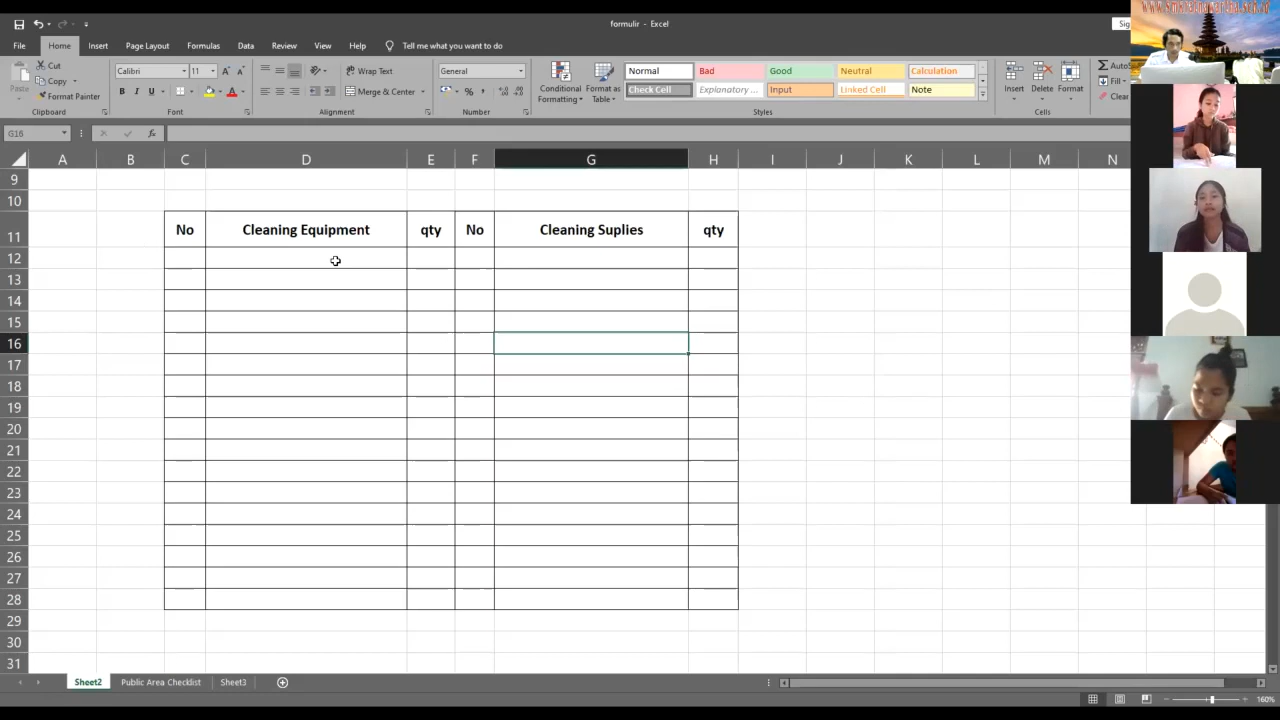 formulir - Excel
File Home Insert Page Layout Formulas Data Review View Help Tell me what you want to do
Cut
Copy
Format Painter
Paste
Clipboard
Calibri 11
B I U
Font
Wrap Text
Merge & Center
Alignment
General
%
Number
Conditional Formatting
Format as Table
Normal Bad Good Neutral Calculation
Check Cell Explanatory ... Input Linked Cell Note
Styles
Insert Delete Format
Cells
Fill
Clear
G16
fx
A B C D E F G H I J K L M N
9
10
11 No Cleaning Equipment qty No Cleaning Suplies qty
12
13
14
15
16
17
18
19
20
21
22
23
24
25
26
27
28
29
30
31
Sheet2 Public Area Checklist Sheet3
160%